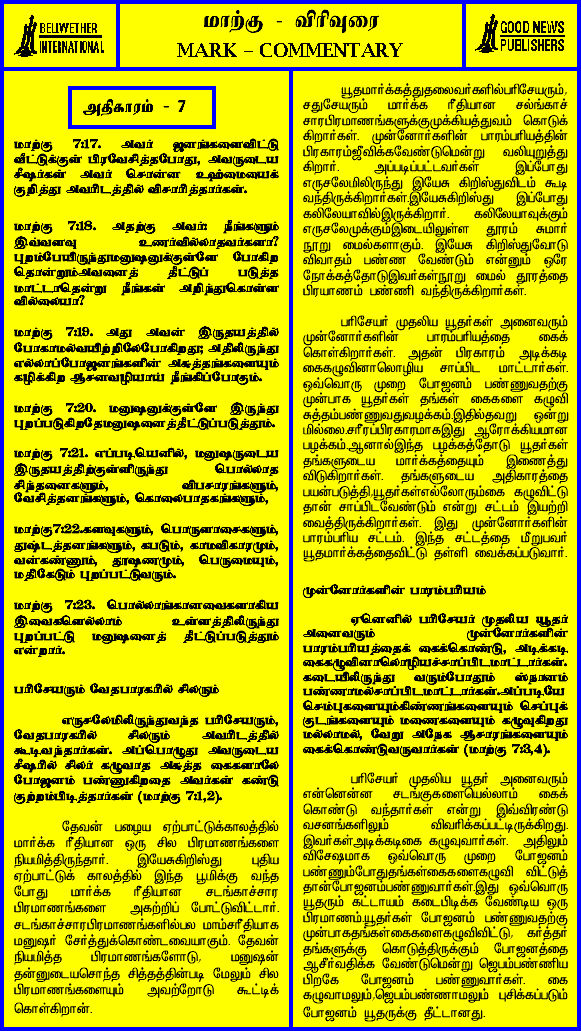 BELWETHER
INTERNATIONAL
மாற்கு - விரிவுரை
MARK – COMMENTARY
GOOD NEWS
PUBLISHERS
அதிகாரம் - 7
மாற்கு 7:17. அவர் ஜனங்களைவிட்டு
வீட்டுக்குள் பிரவேசித்தபோது, அவருடைய
சீஷர்கள் அவர் சொன்ன உவமையைக்
குறித்து அவரிடத்தில் விசாரித்தார்கள்.
மாற்கு 7:18. அதற்கு அவர்: நீங்களும்
இவ்வளவு உணர்வில்லாதவர்களா?
புறம்பேயிருந்துமனுஷனுக்குள்ளே போகிற
தொன்றும்அவனைத் தீட்டுப் படுத்த
மாட்டாதென்று நீங்கள் அறிந்துகொள்ள
வில்லையா?
மாற்கு 7:19. அது அவன் இருதயத்தில்
போகாமல்வயிற்றிலேபோகிறது; அதிலிருந்து
எல்லாப்போஜனங்களின் அசுத்தங்களையும்
கழிக்கிற ஆசனவழியாய் நீங்கிப்போகும்.
மாற்கு 7:20. மனுஷனுக்குள்ளே இருந்து
புறப்படுகிறதேமனுஷனைத்தீட்டுப்படுத்தும்.
மாற்கு 7:21. எப்படியெனில், மனுஷருடைய
இருதயத்திற்குள்ளிருந்து பொல்லாத
சிந்தனைகளும், விபசாரங்களும்,
வேசித்தனங்களும், கொலைபாதகங்களும்,
மாற்கு7:22.களவுகளும், பொருளாசைகளும்,
துஷ்டத்தனங்களும், கபடும், காமவிகாரமும்,
வன்கண்ணும், தூஷணமும், பெருமையும்,
மதிகேடும் புறப்பட்டுவரும்.
மாற்கு 7:23. பொல்லாங்கானவைகளாகிய
இவைகளெல்லாம் உள்ளத்திலிருந்து
புறப்பட்டு மனுஷனைத் தீட்டுப்படுத்தும்
என்றார்.
பரிசேயரும் வேதபாரகரில் சிலரும்
எருசலேமிலிருந்துவந்த பரிசேயரும்,
வேதபாரகரில் சிலரும் அவரிடத்தில்
கூடிவந்தார்கள். அப்பொழுது அவருடைய
சீஷரில் சிலர் கழுவாத அசுத்த கைகளாலே
போஜனம் பண்ணுகிறதை அவர்கள் கண்டு
குற்றம்பிடித்தார்கள் (மாற்கு 7:1,2).
தேவன் பழைய ஏற்பாட்டுக்காலத்தில்
மார்க்க ரீதியான ஒரு சில பிரமாணங்களை
நியமித்திருந்தார். இயேசுகிறிஸ்து புதிய
ஏற்பாட்டுக் காலத்தில் இந்த பூமிக்கு வந்த
போது மார்க்க ரீதியான சடங்காச்சார
பிரமாணங்களை அகற்றிப் போட்டுவிட்டார்.
சடங்காச்சாரபிரமாணங்களில்பல மாம்சரீதியாக
மனுஷர் சேர்த்துக்கொண்டவையாகும். தேவன்
நியமித்த பிரமாணங்களோடு, மனுஷன்
தன்னுடையசொந்த சித்தத்தின்படி மேலும் சில
பிரமாணங்களையும் அவற்றோடு கூட்டிக்
கொள்கிறான்.
யூதமார்க்கத்துதலைவர்களில்பரிசேயரும்,
சதுசேயரும் மார்க்க ரீதியான சல்ங்காச்
சாரபிரமாணங்களுக்குமுக்கியத்துவம் கொடுக்
கிறார்கள். முன்னோர்களின் பாரம்பரியத்தின்
பிரகாரம்ஜீவிக்கவேண்டுமென்று வலியுறுத்து
கிறார். அப்படிப்பட்டவர்கள் இப்போது
எருசலேமிலிருந்து இயேசு கிறிஸ்துவிடம் கூடி
வந்திருக்கிறார்கள்.இயேசுகிறிஸ்து இப்போது
கலிலேயாவில்இருக்கிறார். கலிலேயாவுக்கும்
எருசலேமுக்கும்இடையிலுள்ள தூரம் சுமார்
நூறு மைல்களாகும். இயேசு கிறிஸ்துவோடு
விவாதம் பண்ண வேண்டும் என்னும் ஒரே
நோக்கத்தோடுஇவர்கள்நூறு மைல் தூரத்தை
பிரயாணம் பண்ணி வந்திருக்கிறார்கள்.
பரிசேயர் முதலிய யூதர்கள் அனைவரும்
முன்னோர்களின் பாரம்பரியத்தை கைக்
கொள்கிறார்கள். அதன் பிரகாரம் அடிக்கடி
கைகழுவினாலொழிய சாப்பிட மாட்டார்கள்.
ஒவ்வொரு முறை போஜனம் பண்ணுவதற்கு
முன்பாக யூதர்கள் தங்கள் கைகளை கழுவி
சுத்தம்பண்ணுவதுவழக்கம்.இதில்தவறு ஒன்று
மில்லை.சரீரப்பிரகாரமாகஇது ஆரோக்கியமான
பழக்கம்.ஆனால்இந்த பழக்கத்தோடு யூதர்கள்
தங்களுடைய மார்க்கத்தையும் இணைத்து
விடுகிறார்கள். தங்களுடைய அதிகாரத்தை
பயன்படுத்தி.யூதர்கள்எல்லோரும்கை கழுவிட்டு
தான் சாப்பிடவேண்டும் என்று சட்டம் இயற்றி
வைத்திருக்கிறார்கள். இது முன்னோர்களின்
பாரம்பரிய சட்டம். இந்த சட்டத்தை மீறுபவர்
யூதமார்க்கத்தைவிட்டு தள்ளி வைக்கப்படுவார்.
முன்னோர்களின் பாரம்பரியம்
ஏனெனில் பரிசேயர் முதலிய யூதர்
அனைவரும் முன்னோர்களின்
பாரம்பரியத்தைக் கைக்கொண்டு, அடிக்கடி
கைகழுவினாலொழியச்சாப்பிடமாட்டார்கள்.
கடையிலிருந்து வரும்போதும் ஸ்நானம்
பண்ணாமல்சாப்பிடமாட்டார்கள்.அப்படியே
செம்புகளையும்கிண்ணங்களையும் செப்புக்
குடங்களையும் மணைகளையும் கழுவுகிறது
மல்லாமல், வேறு அநேக ஆசாரங்களையும்
கைக்கொண்டுவருவார்கள் (மாற்கு 7:3,4).
பரிசேயர் முதலிய யூதர் அனைவரும்
என்னென்ன சடங்குகளையெல்லாம் கைக்
கொண்டு வந்தார்கள் என்று இவ்விரண்டு
வசனங்களிலும் விவரிக்கப்பட்டிருக்கிறது.
இவர்கள்அடிக்கடிகை கழுவுவார்கள். அதிலும்
விசேஷமாக ஒவ்வொரு முறை போஜனம்
பண்ணும்போதுதங்கள்கைகளைகழுவி விட்டுத்
தான்போஜனம்பண்ணுவார்கள்.இது ஒவ்வொரு
யூதரும் கட்டாயம் கடைபிடிக்க வேண்டிய ஒரு
பிரமாணம்.யூதர்கள் போஜனம் பண்ணுவதற்கு
முன்பாகதங்கள்கைகளைகழுவிவிட்டு, கர்த்தர்
தங்களுக்கு கொடுத்திருக்கும் போஜனத்தை
ஆசீர்வதிக்க வேண்டுமென்று ஜெபம்பண்ணிய
பிறகே போஜனம் பண்ணுவார்கள். கை
கழுவாமலும்,ஜெபம்பண்ணாமலும் புசிக்கப்படும்
போஜனம் யூதருக்கு தீட்டானது.